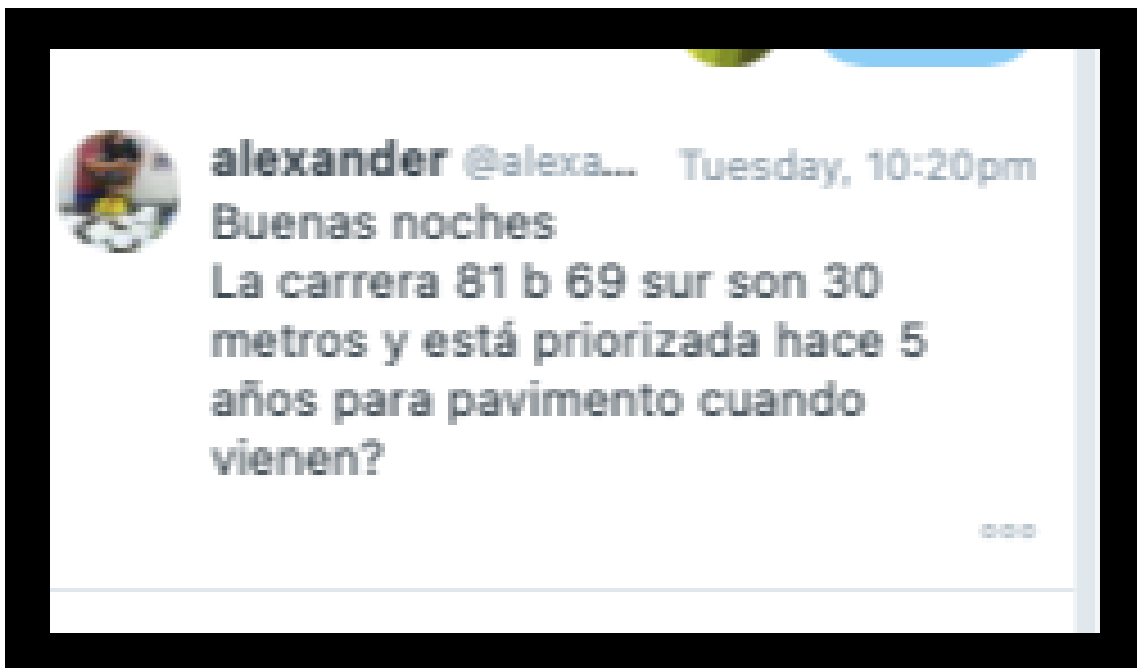 alexander @alexa... Tuesday, 10:20pm
Buenas noches
La carrera 81 b 69 sur son 30
metros y está priorizada hace 5
años para pavimento cuando
vienen?